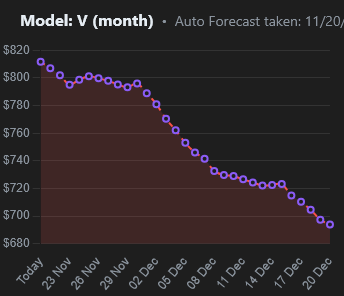 Model: V (month) • Auto Forecast taken: 11/20/
$820
$800
$780
$760
$740
$720
$700
$680
Today
23 Nov
26 Nov
29 Nov
02 Dec
05 Dec
08 Dec
11 Dec
14 Dec
17 Dec
20 Dec